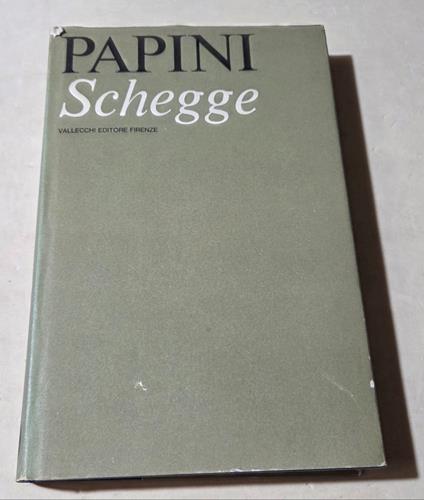 PAPINI
Schegge
VALLECCHI EDITORE FIRENZE